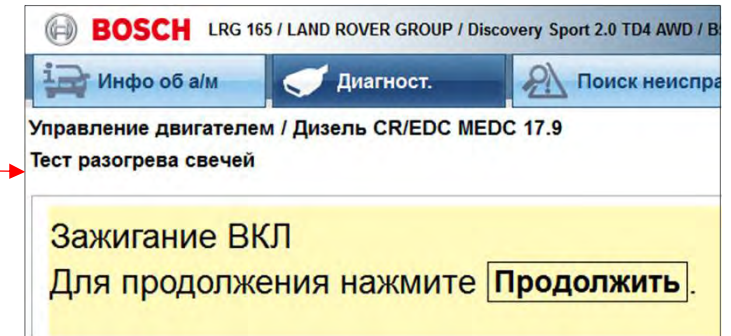 BOSCH LRG 165 / LAND ROVER GROUP / Discovery Sport 2.0 TD4 AWD /
Инфо об а/м Диагност. Поиск
Управление двигателем / Дизель CR/EDC MEDC 17.9
Тест разогрева свечей
Зажигание ВКЛ
Для продолжения нажмите Продолжить.